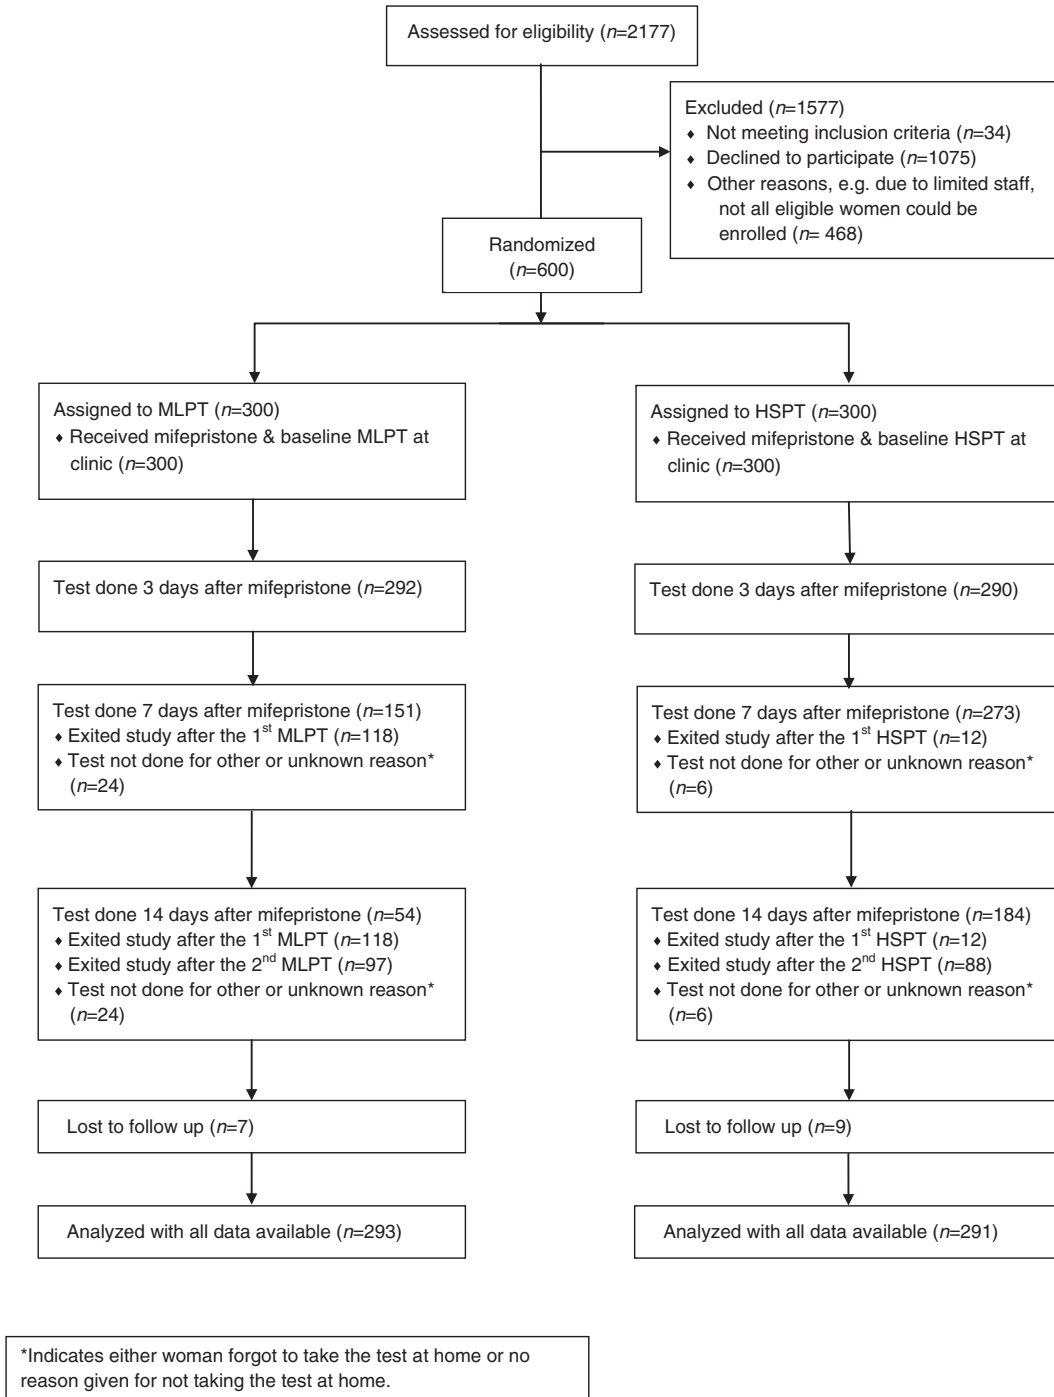 Assessed for eligibility (n=2177)
Excluded (n=1577)
♦ Not meeting inclusion criteria (n=34)
♦ Declined to participate (n=1075)
♦ Other reasons, e.g. due to limited staff,
not all eligible women could be
enrolled (n= 468)
Randomized
(n=600)
Assigned to MLPT (n=300)
♦ Received mifepristone & baseline MLPT at
clinic (n=300)
Test done 3 days after mifepristone (n=292)
Test done 7 days after mifepristone (n=151)
♦ Exited study after the 1st MLPT (n=118)
♦ Test not done for other or unknown reason*
(n=24)
Test done 14 days after mifepristone (n=54)
♦ Exited study after the 1st MLPT (n=118)
♦ Exited study after the 2nd MLPT (n=97)
♦ Test not done for other or unknown reason*
(n=24)
Lost to follow up (n=7)
Analyzed with all data available (n=293)
Assigned to HSPT (n=300)
♦ Received mifepristone & baseline HSPT at
clinic (n=300)
Test done 3 days after mifepristone (n=290)
Test done 7 days after mifepristone (n=273)
♦ Exited study after the 1st HSPT (n=12)
♦ Test not done for other or unknown reason*
(n=6)
Test done 14 days after mifepristone (n=184)
♦ Exited study after the 1st HSPT (n=12)
♦ Exited study after the 2nd HSPT (n=88)
♦ Test not done for other or unknown reason*
(n=6)
Lost to follow up (n=9)
Analyzed with all data available (n=291)
*Indicates either woman forgot to take the test at home or no
reason given for not taking the test at home.